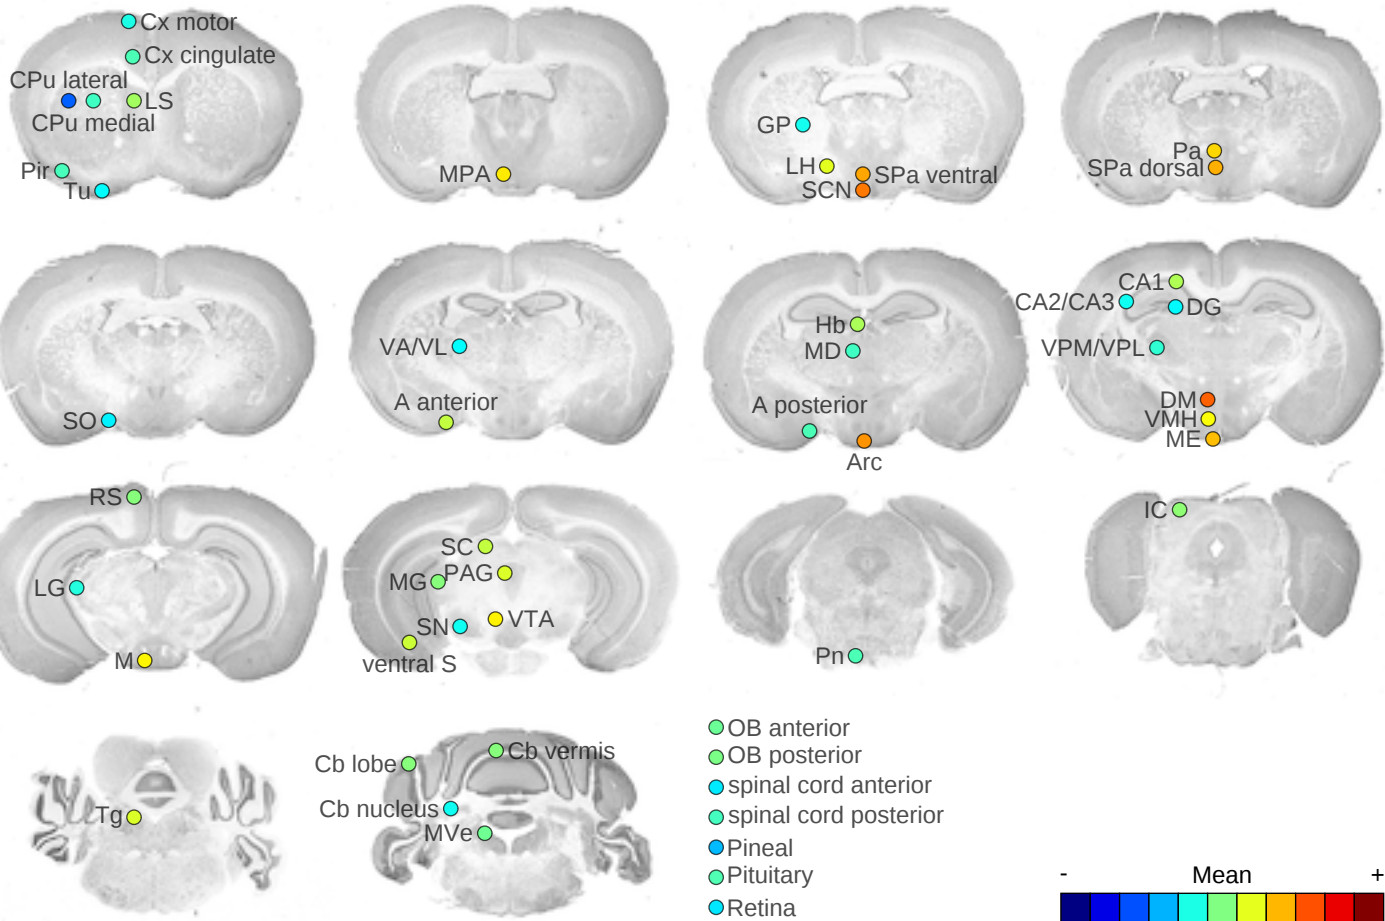 Cx motor
Cx cingulate
CPu lateral
LS
CPu medial
Pir
Tu
MPA
GP
LH
SPa ventral
SCN
Pa
SPa dorsal
SO
VA/VL
A anterior
Hb
MD
A posterior
Arc
CA1
CA2/CA3
DG
VPM/VPL
DM
VMH
ME
RS
LG
M
SC
MG
PAG
SN
VTA
ventral S
Pn
IC
Tg
Cb lobe
Cb vermis
Cb nucleus
MVe
OB anterior
OB posterior
spinal cord anterior
spinal cord posterior
Pineal
Pituitary
Retina
- Mean +